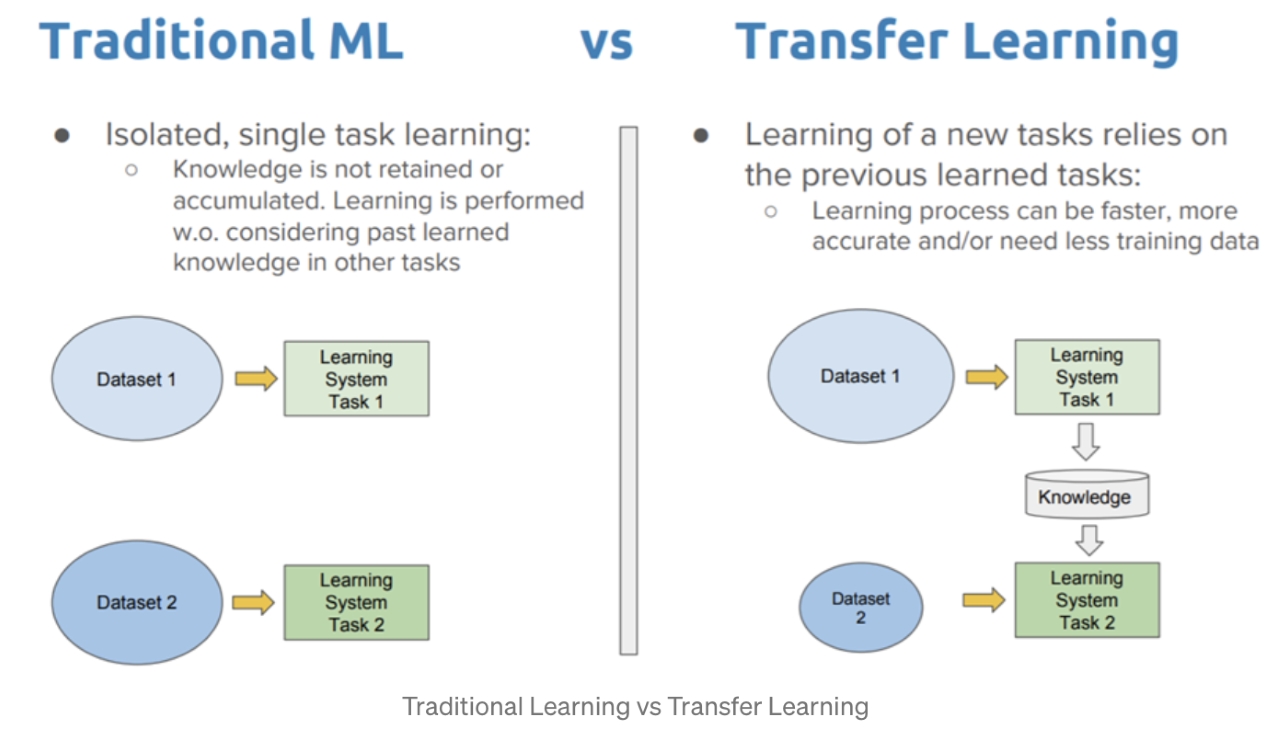 Traditional ML vs Transfer Learning
● Isolated, single task learning:
○ Knowledge is not retained or
accumulated. Learning is performed
w.o. considering past learned
knowledge in other tasks
Dataset 1
Learning
System
Task 1
Dataset 2
Learning
System
Task 2
● Learning of a new tasks relies on
the previous learned tasks:
○ Learning process can be faster, more
accurate and/or need less training data
Dataset 1
Learning
System
Task 1
Knowledge
Dataset
2
Learning
System
Task 2
Traditional Learning vs Transfer Learning